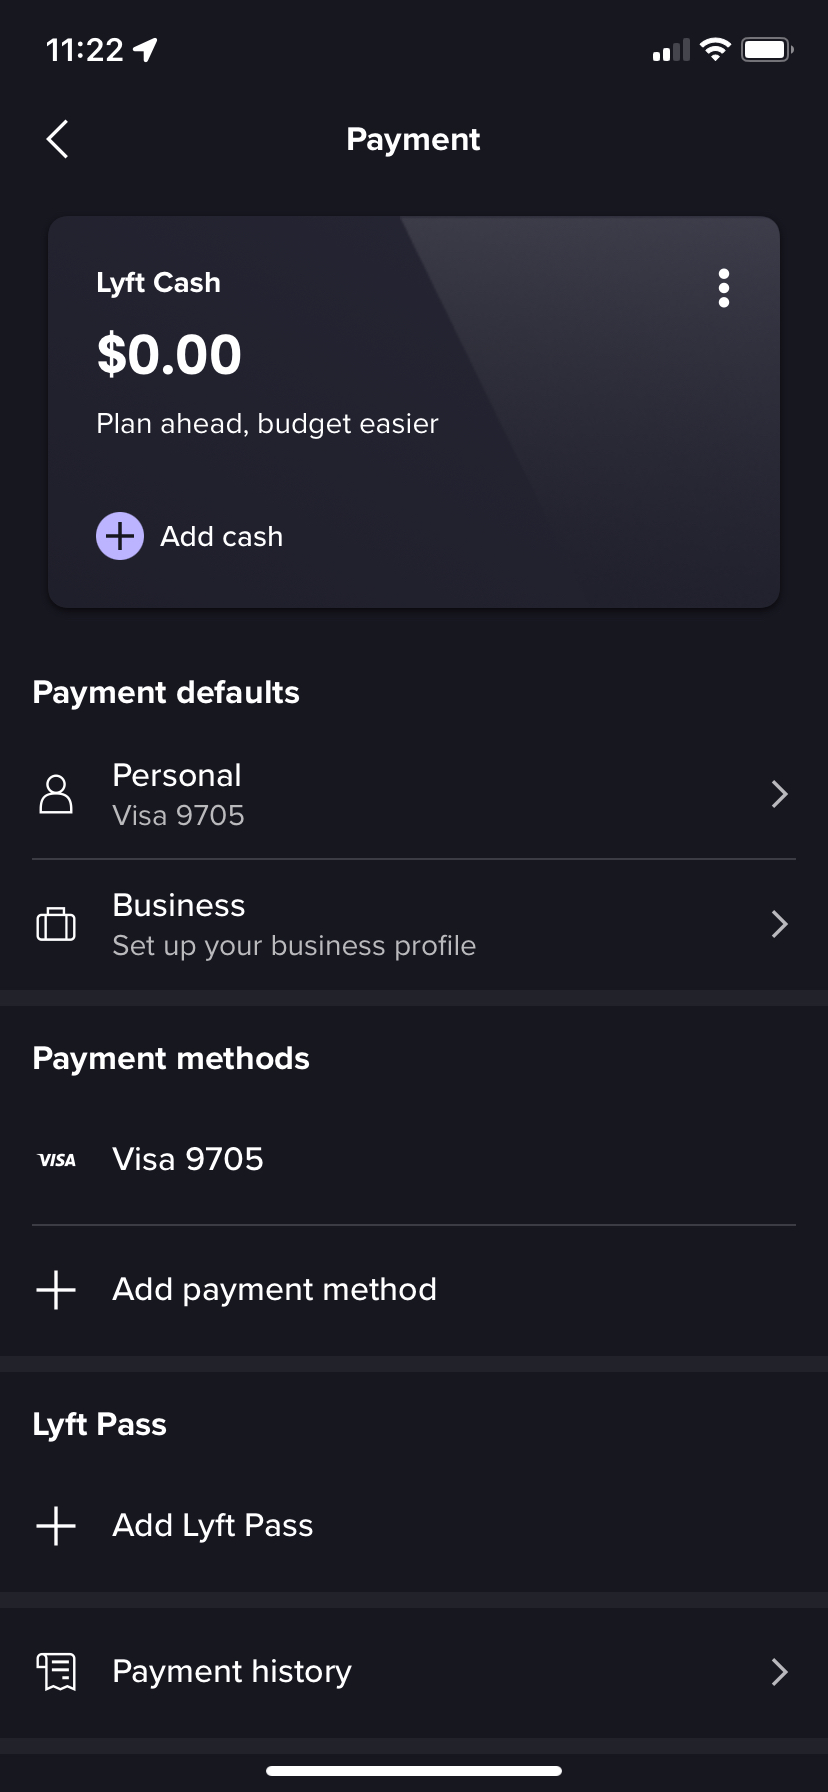 11:22
Payment
Lyft Cash
$0.00
Plan ahead, budget easier
Add cash
Payment defaults
Personal
Visa 9705
Business
Set up your business profile
Payment methods
VISA Visa 9705
Add payment method
Lyft Pass
Add Lyft Pass
Payment history